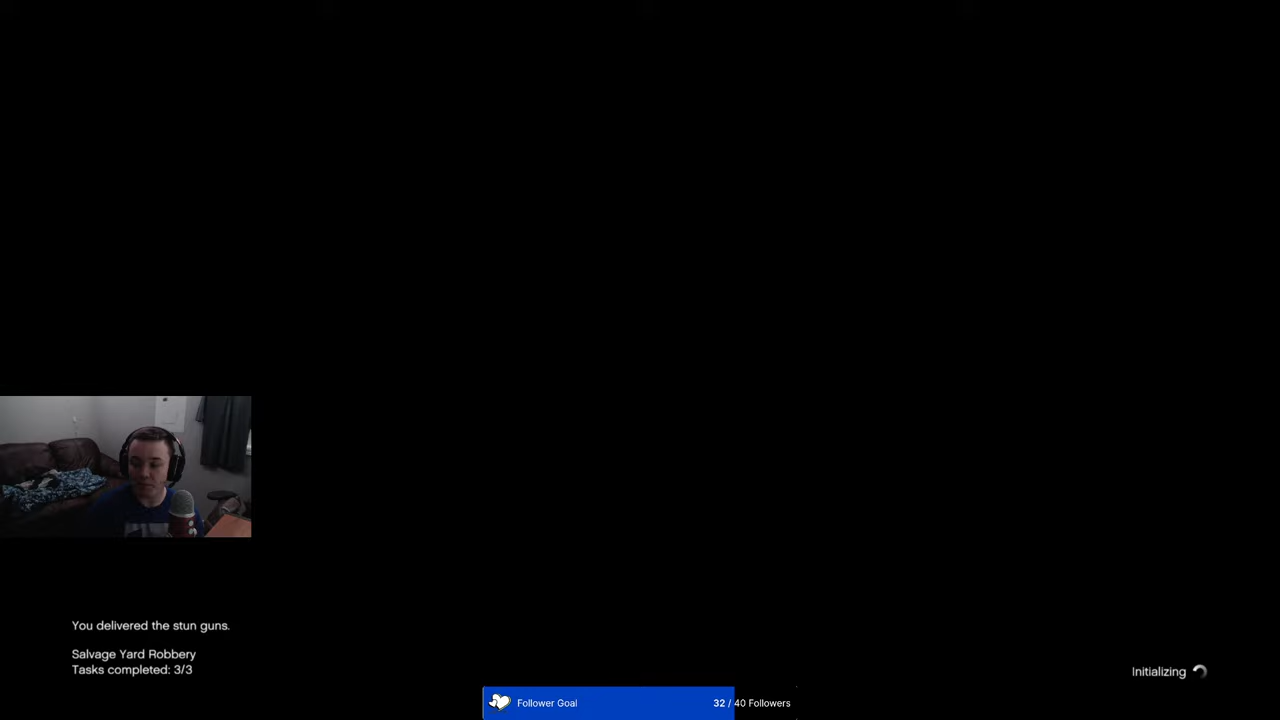 You delivered the stun guns.
Salvage Yard Robbery
Tasks completed: 3/3
Initializing
Follower Goal
32 / 40 Followers